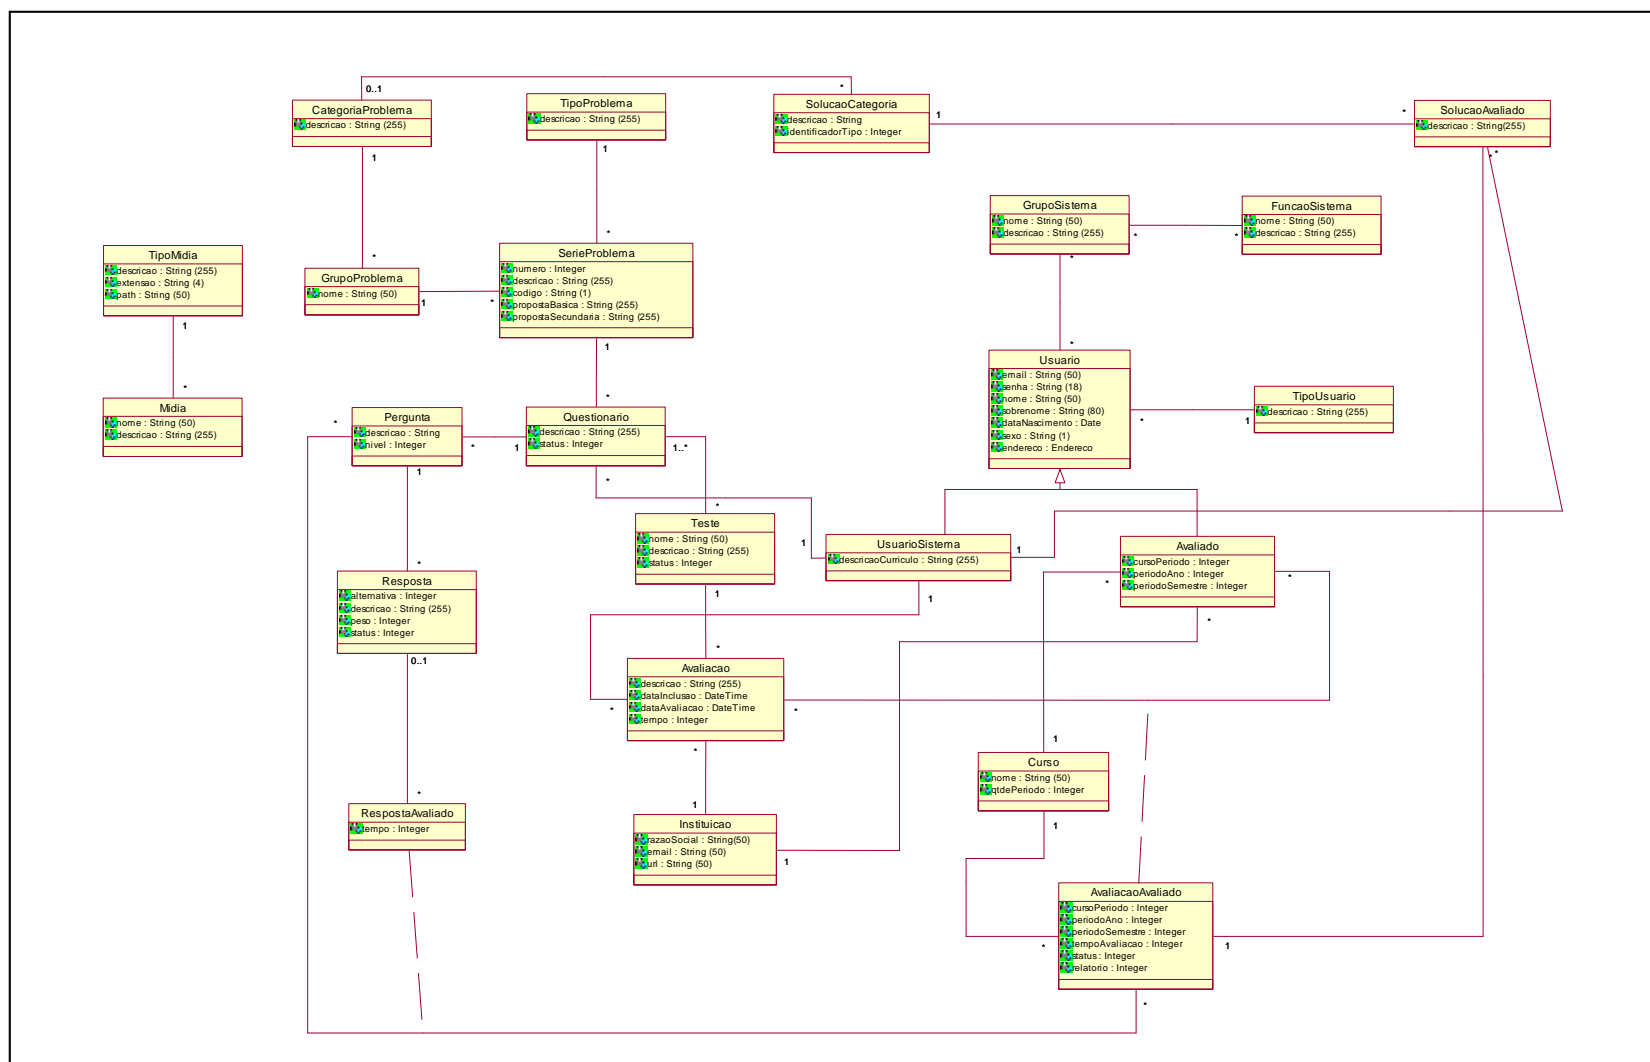 0..1
*
CategoriaProblema
descricao : String (255)
1
TipoProblema
descricao : String (255)
1
SolucaoCategoria
descricao : String
identificadorTipo : Integer
1
*
SolucaoAvaliado
descricao : String(255)
*
*
GrupoSistema
nome : String (50)
descricao : String (255)
*
*
*
FuncaoSistema
nome : String (50)
descricao : String (255)
TipoMidia
descricao : String (255)
extensao : String (4)
path : String (50)
1
*
GrupoProblema
nome : String (50)
1
*
*
SerieProblema
numero : Integer
descricao : String (255)
codigo : String (1)
propostaBasica : String (255)
propostaSecundaria : String (255)
1
*
Usuario
email : String (50)
senha : String (18)
nome : String (50)
sobrenome : String (80)
dataNascimento : Date
sexo : String (1)
endereco : Endereco
*
1
TipoUsuario
descricao : String (255)
*
Midia
nome : String (50)
descricao : String (255)
*
Pergunta
descricao : String
nivel : Integer
1
*
1
*
Questionario
descricao : String (255)
status : Integer
1..*
*
*
Teste
nome : String (50)
descricao : String (255)
status : Integer
1
1
UsuarioSistema
descricaoCurriculo : String (255)
1
1
Avaliado
cursoPeriodo : Integer
periodoAno : Integer
periodoSemestre : Integer
*
*
*
*
Resposta
alternativa : Integer
descricao : String (255)
peso : Integer
status : Integer
0..1
*
Avaliacao
descricao : String (255)
dataInclusao : DateTime
dataAvaliacao : DateTime
tempo : Integer
*
*
*
1
Curso
nome : String (50)
qtdePeriodo : Integer
1
*
RespostaAvaliado
tempo : Integer
1
Instituicao
razaoSocial : String(50)
email : String (50)
url : String (50)
1
AvaliacaoAvaliado
cursoPeriodo : Integer
periodoAno : Integer
periodoSemestre : Integer
tempoAvaliacao : Integer
status : Integer
relatorio : Integer
*
1
*